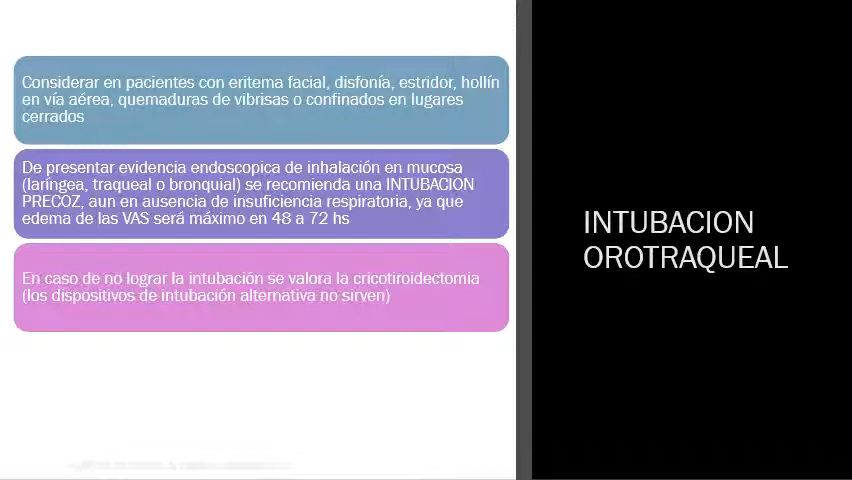 Considerar en pacientes con eritema facial, disfonía, estridor, hollín
en vía aérea, quemaduras de vibrisas o confinados en lugares
cerrados
De presentar evidencia endoscopica de inhalación en mucosa
(laríngea, traqueal o bronquial) se recomienda una INTUBACION
PRECOZ, aun en ausencia de insuficiencia respiratoria, ya que
edema de las VAS será máximo en 48 a 72 hs
En caso de no lograr la intubación se valora la cricotiroidectomia
(los dispositivos de intubación alternativa no sirven)
INTUBACION
OROTRAQUEAL